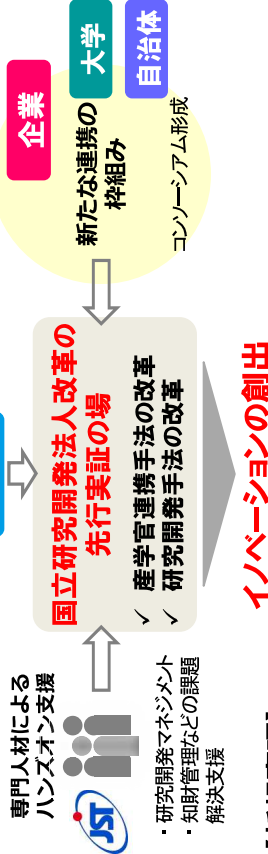 専門人材による
ハンズオン支援
JST
・研究開発マネジメント
・知財管理などの課題
解決支援
国立研究開発法人改革の
先行実証の場
✓ 産学官連携手法の改革
✓ 研究開発手法の改革
企業
大学
自治体
新たな連携の
枠組み
コンソーシアム形成
イノベーションの創出